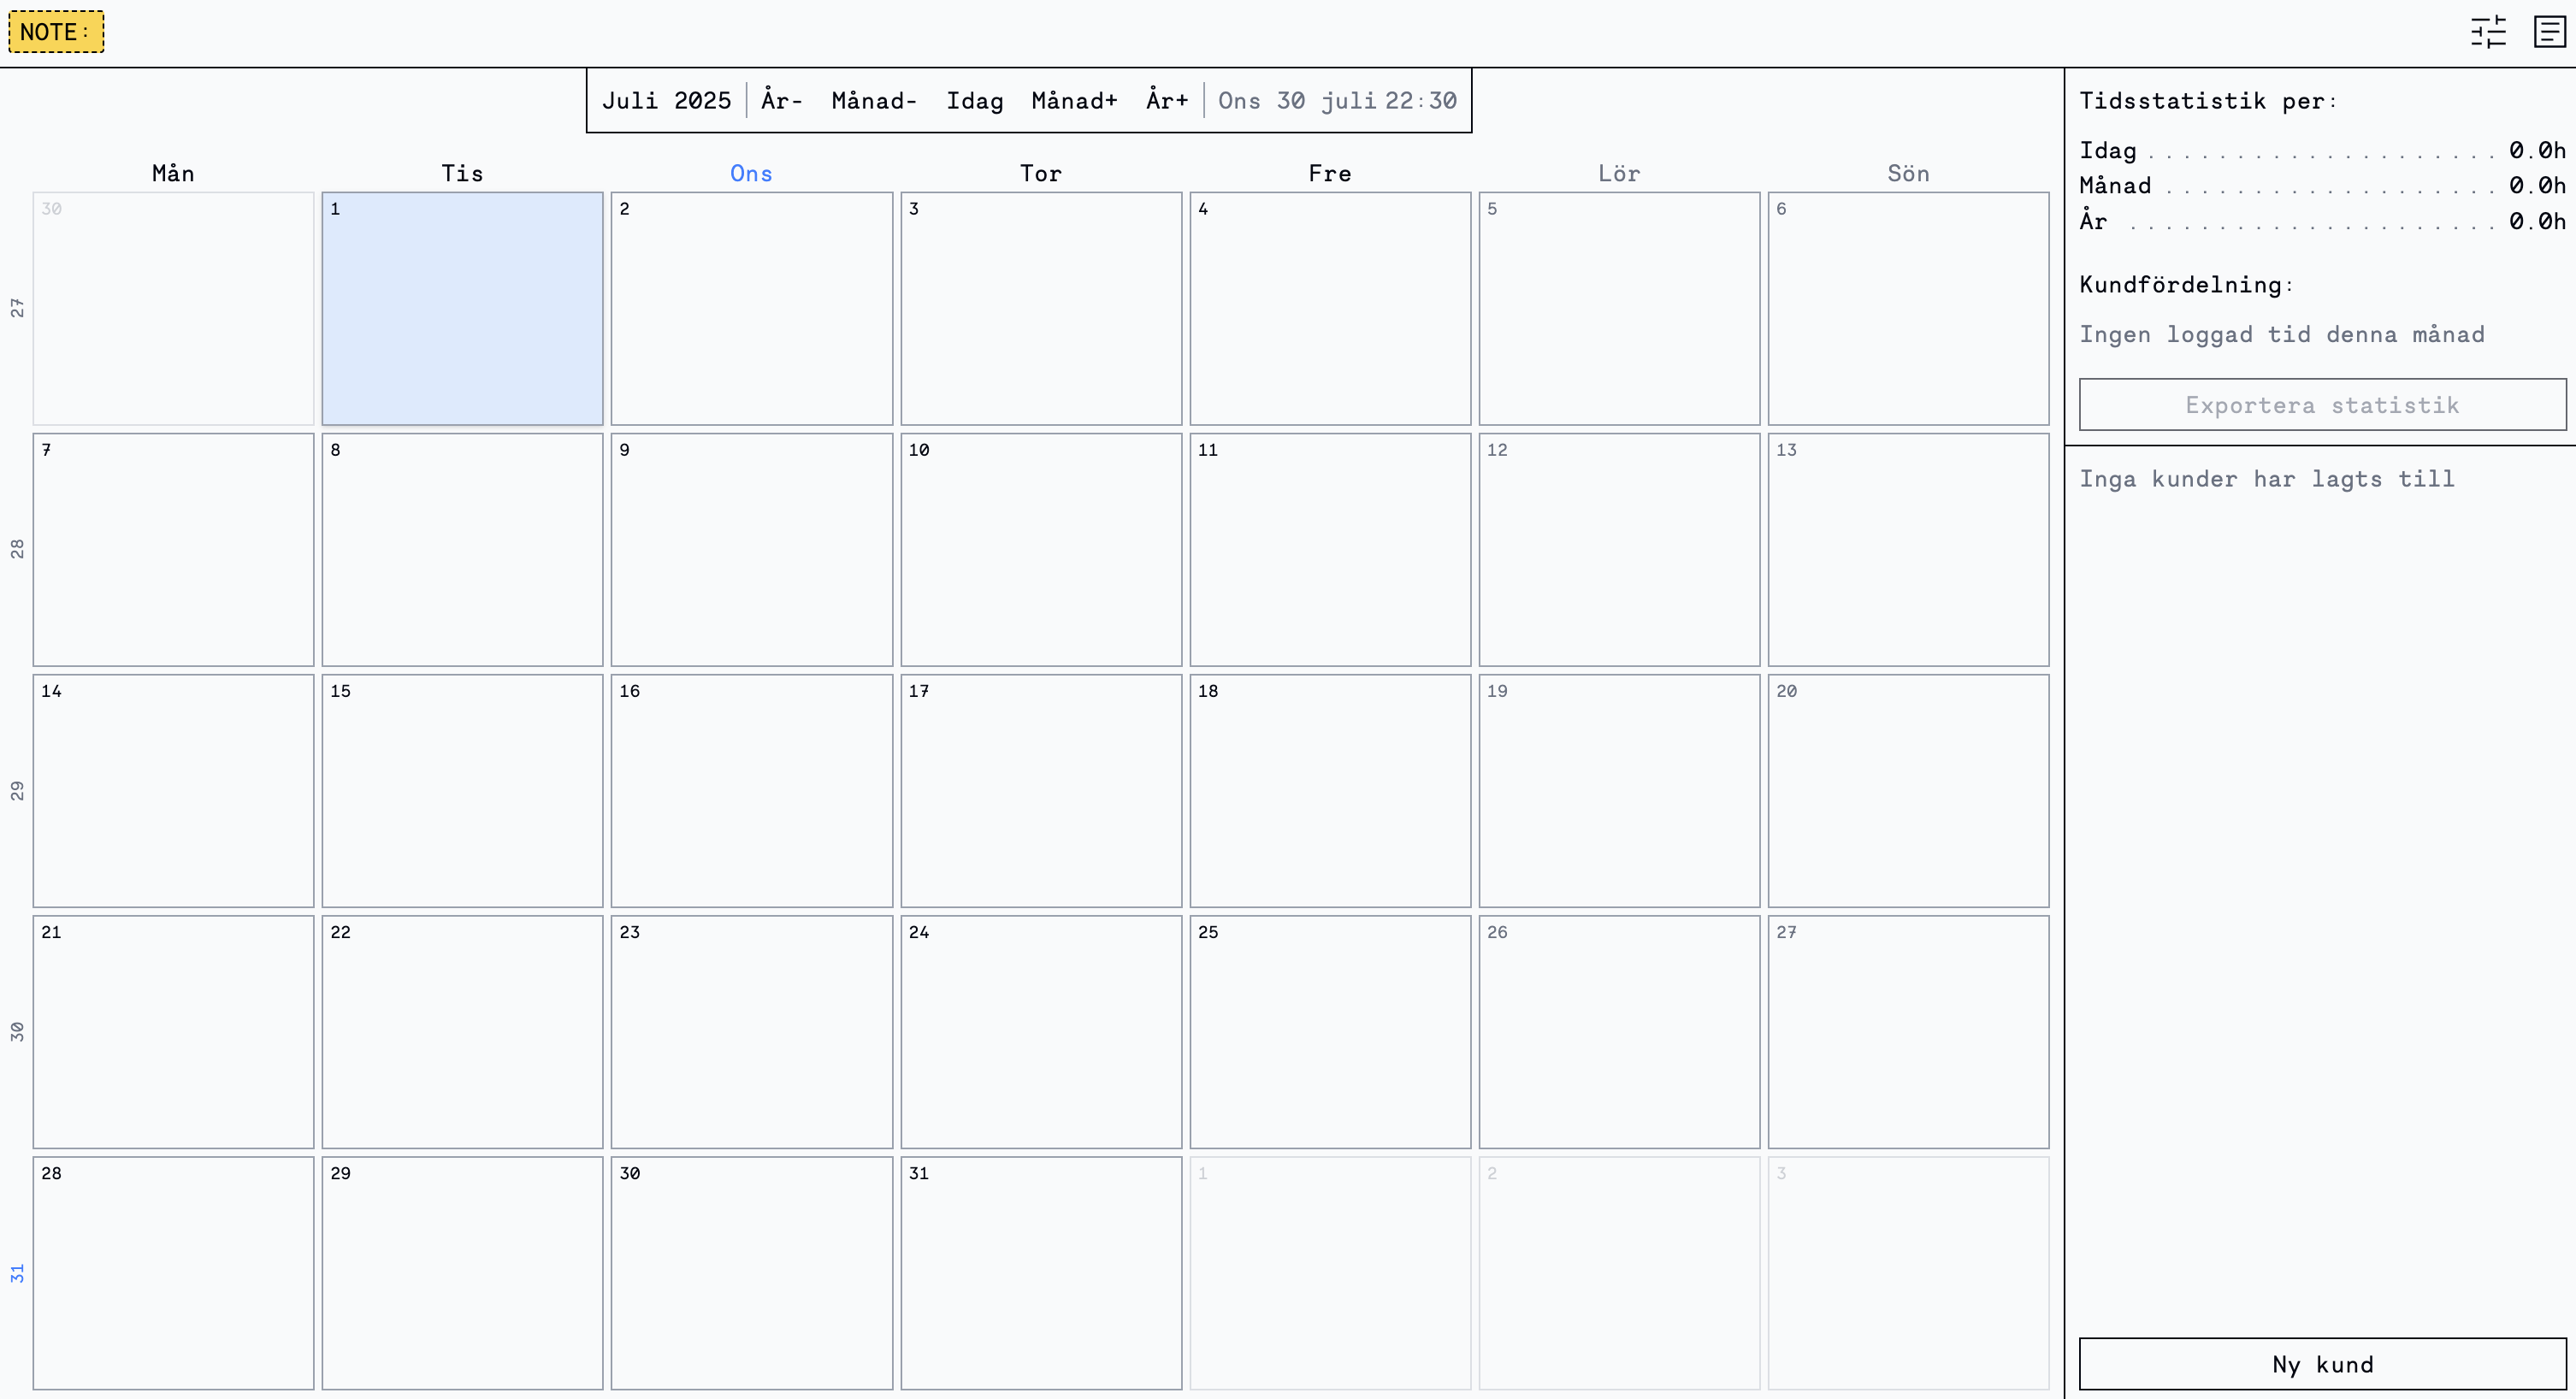 NOTE:
Juli 2025 År- Månad- Idag Månad+ År+ Ons 30 juli 22:30
Mån Tis Ons Tor Fre Lör Sön
27
30 1 2 3 4 5 6
28
7 8 9 10 11 12 13
29
14 15 16 17 18 19 20
30
21 22 23 24 25 26 27
31
28 29 30 31 1 2 3
Tidsstatistik per:
Idag . . . . . . . . . . . . . . . . . . . . 0.0h
Månad . . . . . . . . . . . . . . . . . . . 0.0h
År . . . . . . . . . . . . . . . . . . . . . 0.0h
Kundfördelning:
Ingen loggad tid denna månad
Exportera statistik
Inga kunder har lagts till
Ny kund